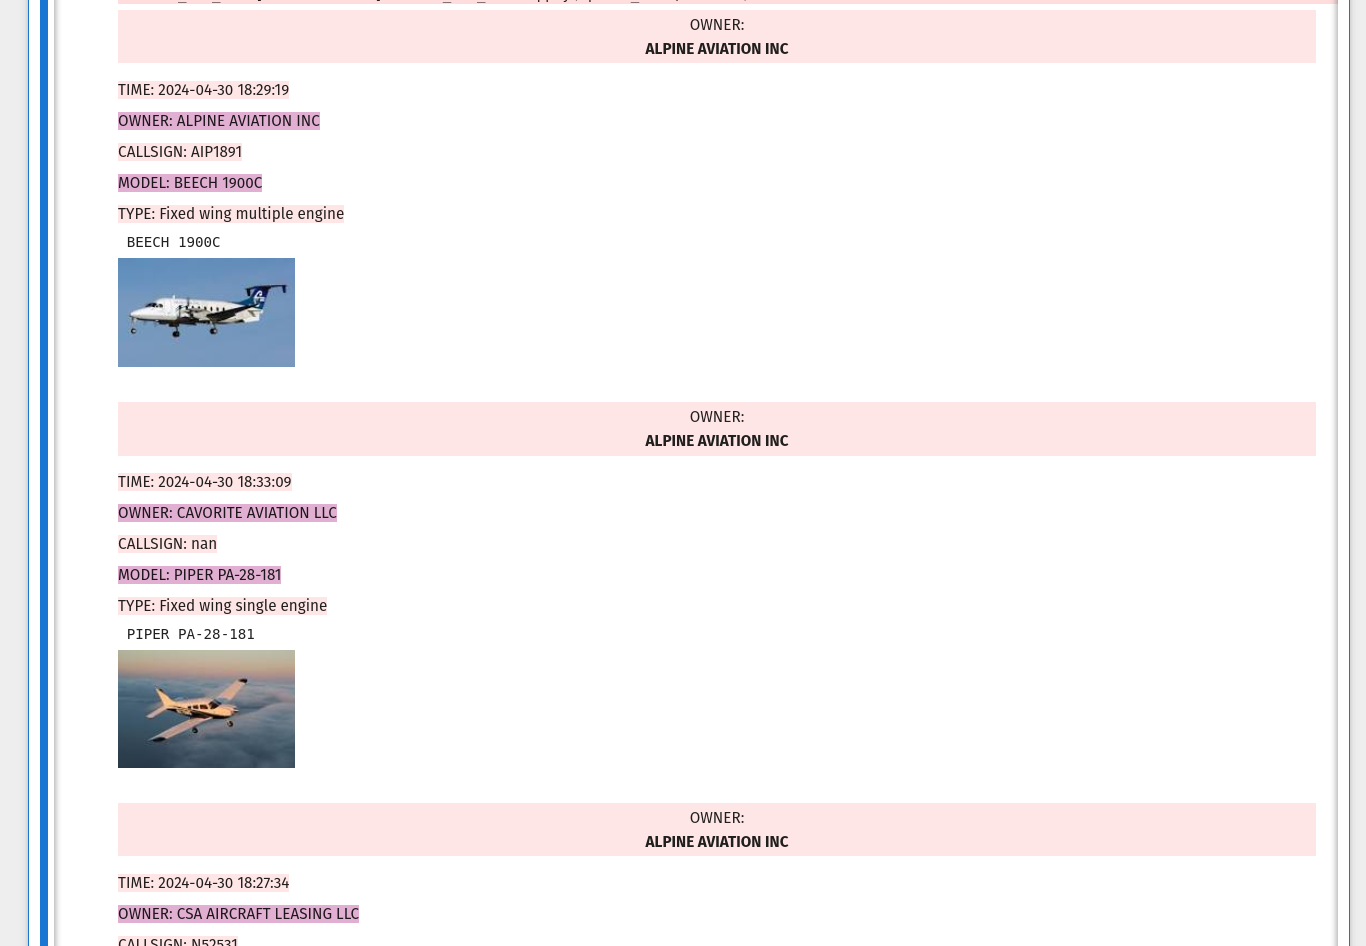 OWNER:
ALPINE AVIATION INC
TIME: 2024-04-30 18:29:19
OWNER: ALPINE AVIATION INC
CALLSIGN: AIP1891
MODEL: BEECH 1900C
TYPE: Fixed wing multiple engine
BEECH 1900C
OWNER:
ALPINE AVIATION INC
TIME: 2024-04-30 18:33:09
OWNER: CAVORITE AVIATION LLC
CALLSIGN: nan
MODEL: PIPER PA-28-181
TYPE: Fixed wing single engine
PIPER PA-28-181
OWNER:
ALPINE AVIATION INC
TIME: 2024-04-30 18:27:34
OWNER: CSA AIRCRAFT LEASING LLC
CALLSIGN: N52531